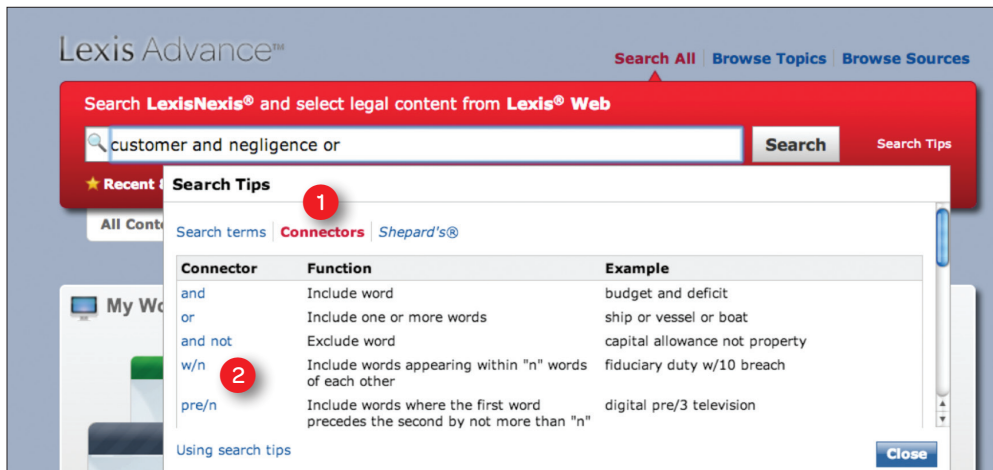 Lexis Advance™
Search All Browse Topics Browse Sources
Search LexisNexis® and select legal content from Lexis® Web
customer and negligence or
Search
Search Tips
Recent
Search Tips
1
All
Search terms Connectors Shepard's®
Connector Function Example
and Include word budget and deficit
or Include one or more words ship or vessel or boat
and not Exclude word capital allowance not property
My
w/n Include words appearing within "n" words fiduciary duty w/10 breach
of each other
2
pre/n Include words where the first word digital pre/3 television
precedes the second by not more than "n"
Using search tips
Close